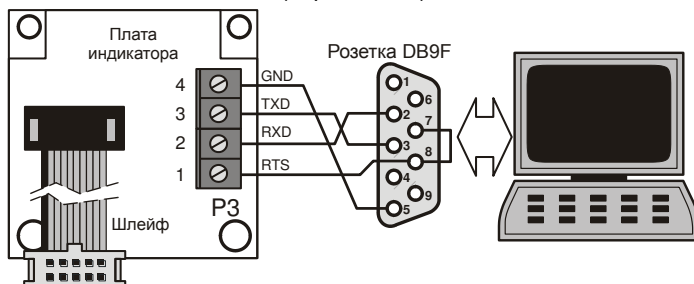 Плата
индикатора
Розетка DB9F
4 GND
3 TXD
2 RXD
1 RTS
P3
Шлейф
1
6
2
7
3
8
4
9
5